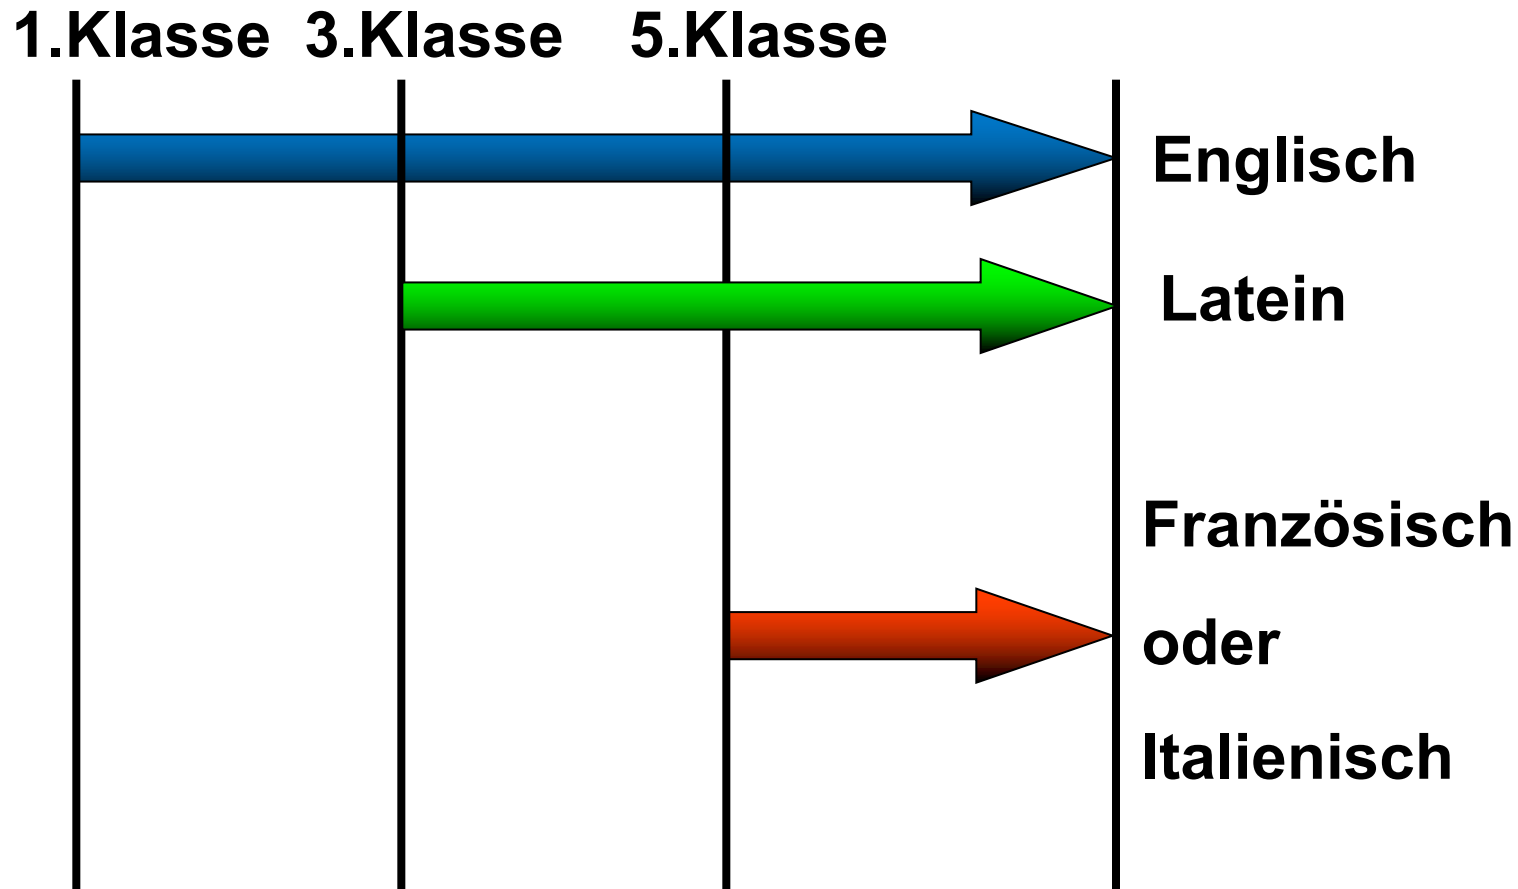 1.Klasse 3.Klasse 5.Klasse
Englisch
Latein
Französisch
oder
Italienisch